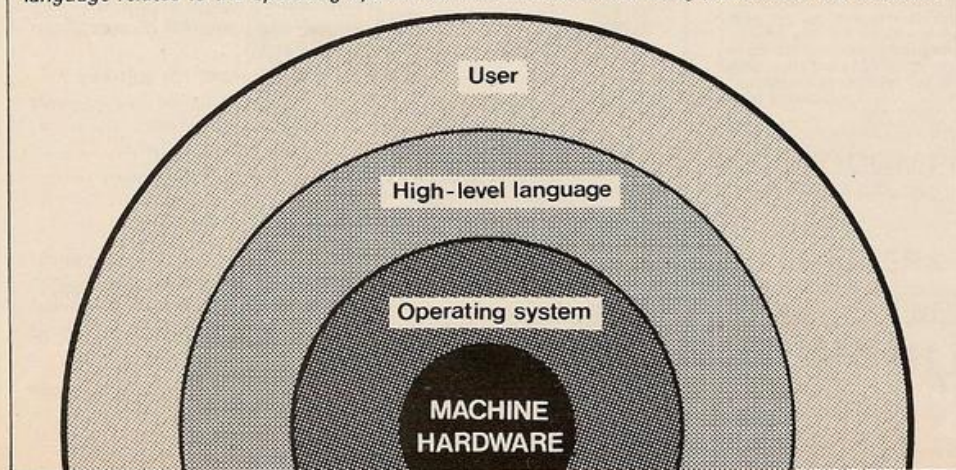 User
High-level language
Operating system
MACHINE
HARDWARE